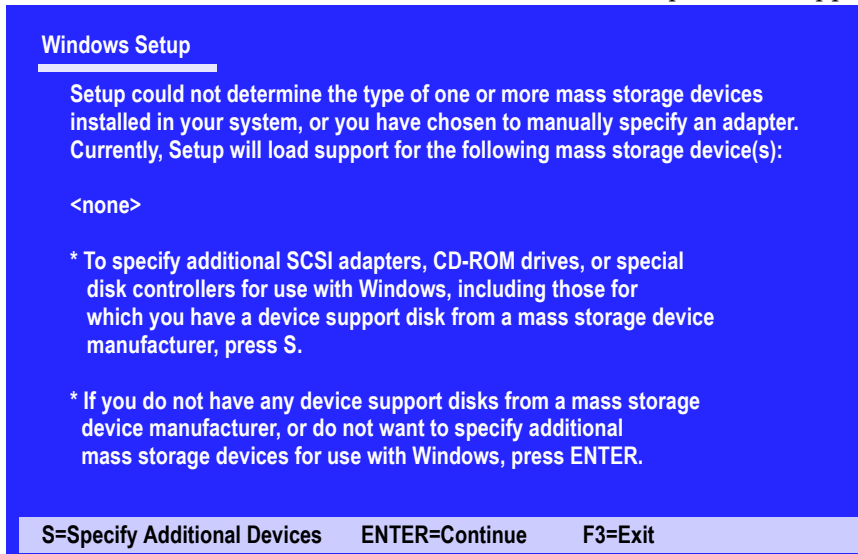 Windows Setup
Setup could not determine the type of one or more mass storage devices
installed in your system, or you have chosen to manually specify an adapter.
Currently, Setup will load support for the following mass storage device(s):
<none>
* To specify additional SCSI adapters, CD-ROM drives, or special
disk controllers for use with Windows, including those for
which you have a device support disk from a mass storage device
manufacturer, press S.
* If you do not have any device support disks from a mass storage
device manufacturer, or do not want to specify additional
mass storage devices for use with Windows, press ENTER.
S=Specify Additional Devices ENTER=Continue F3=Exit